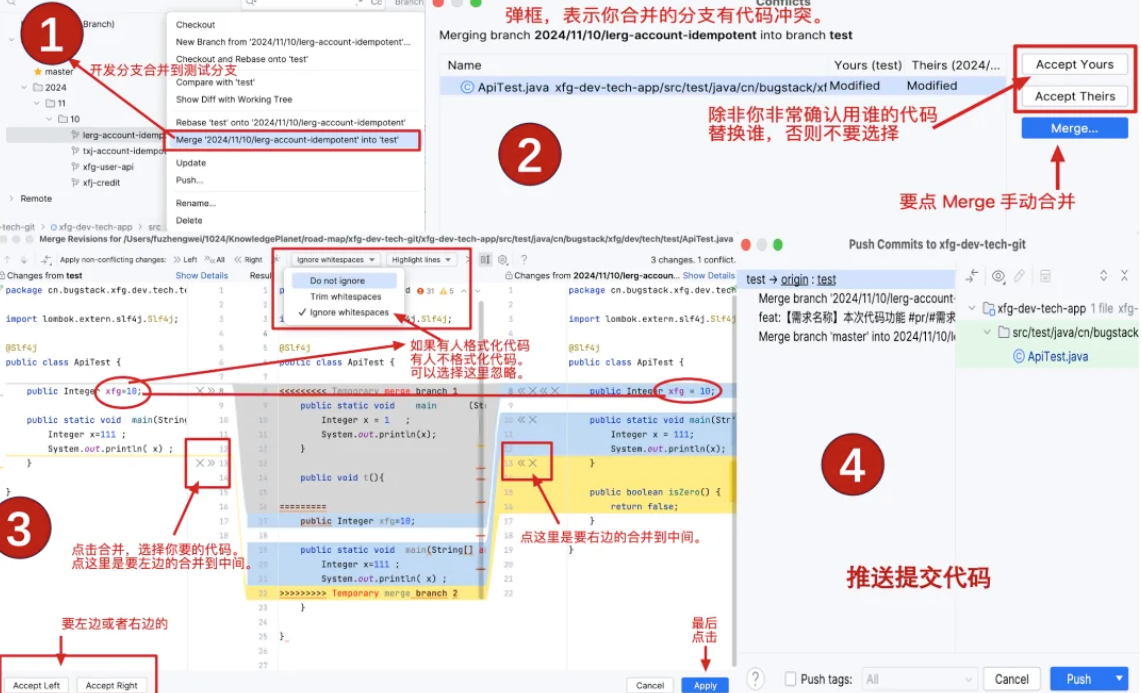 Branch)
1
master
2024
11
10
lerg-account-idemp
txj-account-idempo
xfg-user-api
xfj-credit
Remote
开发分支合并到测试分支
Checkout
New Branch from '2024/11/10/lerg-account-idempotent'...
Checkout and Rebase onto 'test'
Compare with 'test'
Show Diff with Working Tree
Rebase 'test' onto '2024/11/10/lerg-account-idempotent'
Merge '2024/11/10/lerg-account-idempotent' into 'test'
Update
Push...
Rename...
Delete
Cc
Branch
弹框，表示你合并的分支有代码冲突。
Conflicts
Merging branch 2024/11/10/lerg-account-idempotent into branch test
Name Yours (test) Theirs (2024/...
ApiTest.java xfg-dev-tech-app/src/test/java/cn/bugstack/xf Modified Modified
Accept Yours
Accept Theirs
Merge...
除非你非常确认用谁的代码
替换谁，否则不要选择
2
要点 Merge 手动合并
-tech-git > xfg-dev-tech-app > src
Merge Revisions for /Users/fuzhengwei/1024/KnowledgePlanet/road-map/xfg-dev-tech-git/xfg-dev-tech-app/src/test/java/cn/bugstack/xfg/dev/tech/test/ApiTest.java
Apply non-conflicting changes: Left All Right Ignore whitespaces Highlight lines ? 3 changes. 1 conflict.
Do not ignore
Trim whitespaces
Ignore whitespaces
Changes from test Show Details Resul
Changes from 2024/11/10/lerg-accoun... Show Details
package cn.bugstack.xfg.dev.tech.te
import lombok.extern.slf4j.Slf4j;
@Slf4j
public class ApiTest {
public Integer xfg=10;
public static void main(String
Integer x=111 ;
System.out.println( x) ;
}
}
31 5
.slf4j.Slf4j;
@Slf4j
public class ApiTest {
<<<<<<<<< Temporary merge branch 1
public static void main (St
Integer x = 1 ;
System.out.println(x);
}
public void t(){
=========
public Integer xfg=10;
public static void main(String[] a
Integer x=111 ;
System.out.println( x) ;
>>>>>>>>> Temporary merge branch 2
}
}
package cn.bugstack.xfg.dev.tech.test;
import lombok.extern.slf4j.Slf4j;
@Slf4j
public class ApiTest {
public Integer xfg = 10;
public static void main(Str
Integer x = 111;
System.out.println(x);
}
public boolean isZero() {
return false;
}
}
如果有人格式化代码
有人不格式化代码。
可以选择这里忽略。
3
点击合并，选择你要的代码。
点这里是要左边的合并到中间。
点这里是要右边的合并到中间。
要左边或者右边的
最后
点击
Accept Left
Accept Right
Cancel
Apply
Push Commits to xfg-dev-tech-git
test → origin : test
Merge branch '2024/11/10/lerg-account-
feat:【需求名称】本次代码功能 #pr/#需求
Merge branch 'master' into 2024/11/10/le
xfg-dev-tech-app 1 file xfg-
src/test/java/cn/bugstack
ApiTest.java
4
推送提交代码
?
Push tags: All
Cancel
Push